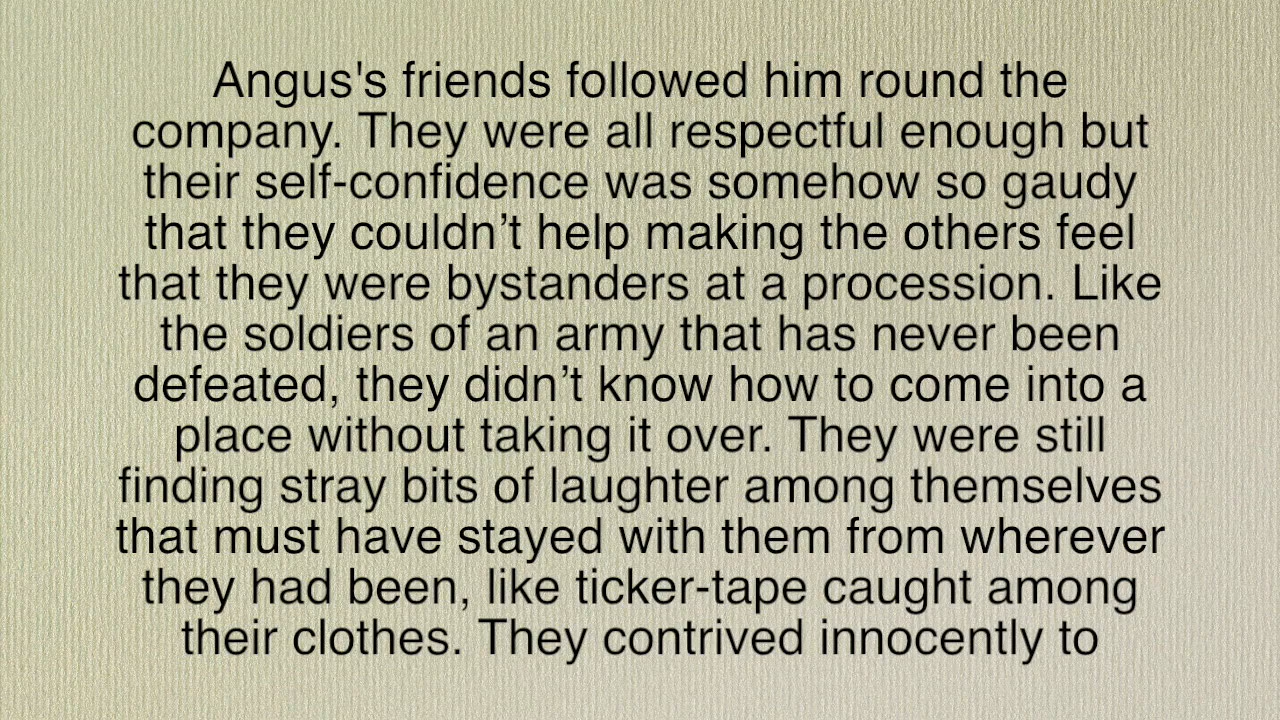 Angus's friends followed him round the
company. They were all respectful enough but
their self-confidence was somehow so gaudy
that they couldn’t help making the others feel
that they were bystanders at a procession. Like
the soldiers of an army that has never been
defeated, they didn’t know how to come into a
place without taking it over. They were still
finding stray bits of laughter among themselves
that must have stayed with them from wherever
they had been, like ticker-tape caught among
their clothes. They contrived innocently to